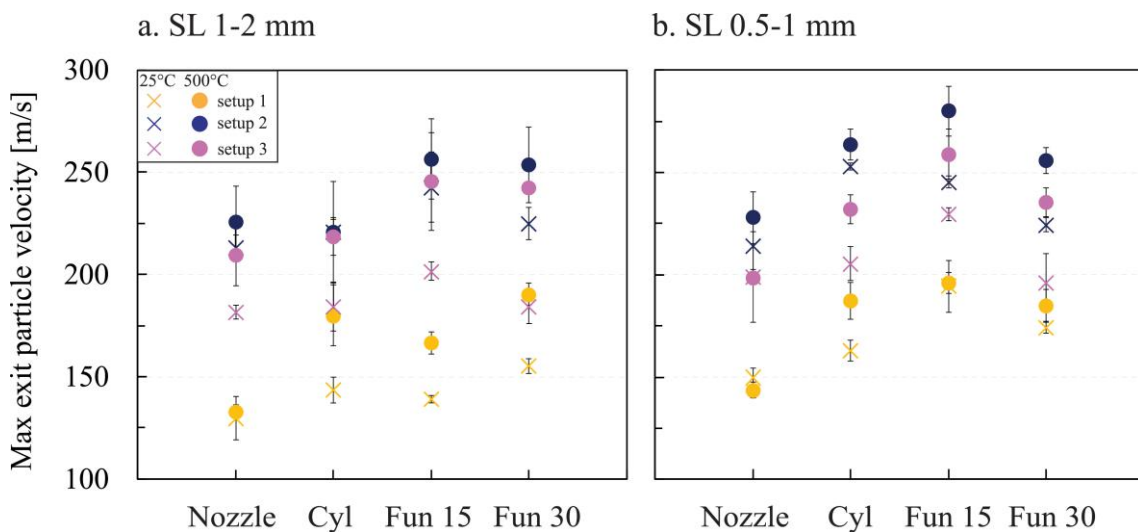 a. SL 1-2 mm
b. SL 0.5-1 mm
Max exit particle velocity [m/s]
300
250
200
150
100
25°C 500°C
setup 1
setup 2
setup 3
Nozzle Cyl Fun 15 Fun 30
Nozzle Cyl Fun 15 Fun 30